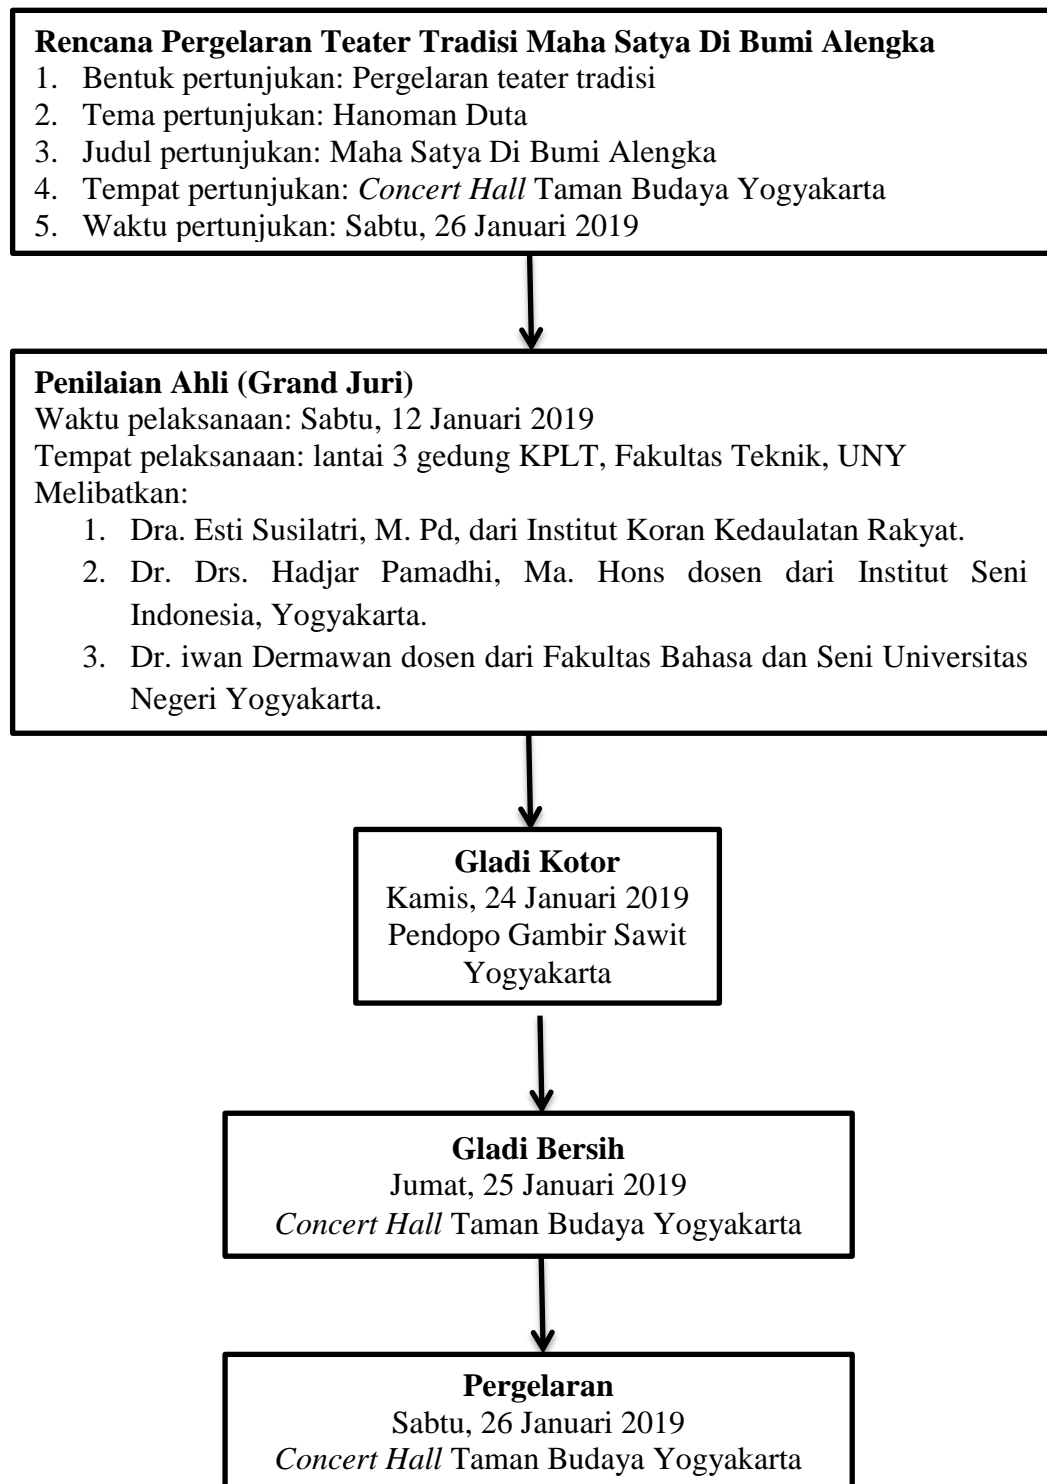 Rencana Pergelaran Teater Tradisi Maha Satya Di Bumi Alengka
1. Bentuk pertunjukan: Pergelaran teater tradisi
2. Tema pertunjukan: Hanoman Duta
3. Judul pertunjukan: Maha Satya Di Bumi Alengka
4. Tempat pertunjukan: Concert Hall Taman Budaya Yogyakarta
5. Waktu pertunjukan: Sabtu, 26 Januari 2019
Penilaian Ahli (Grand Juri)
Waktu pelaksanaan: Sabtu, 12 Januari 2019
Tempat pelaksanaan: lantai 3 gedung KPLT, Fakultas Teknik, UNY
Melibatkan:
1. Dra. Esti Susilatri, M. Pd, dari Institut Koran Kedaulatan Rakyat.
2. Dr. Drs. Hadjar Pamadhi, Ma. Hons dosen dari Institut Seni
Indonesia, Yogyakarta.
3. Dr. iwan Dermawan dosen dari Fakultas Bahasa dan Seni Universitas
Negeri Yogyakarta.
Gladi Kotor
Kamis, 24 Januari 2019
Pendopo Gambir Sawit
Yogyakarta
Gladi Bersih
Jumat, 25 Januari 2019
Concert Hall Taman Budaya Yogyakarta
Pergelaran
Sabtu, 26 Januari 2019
Concert Hall Taman Budaya Yogyakarta